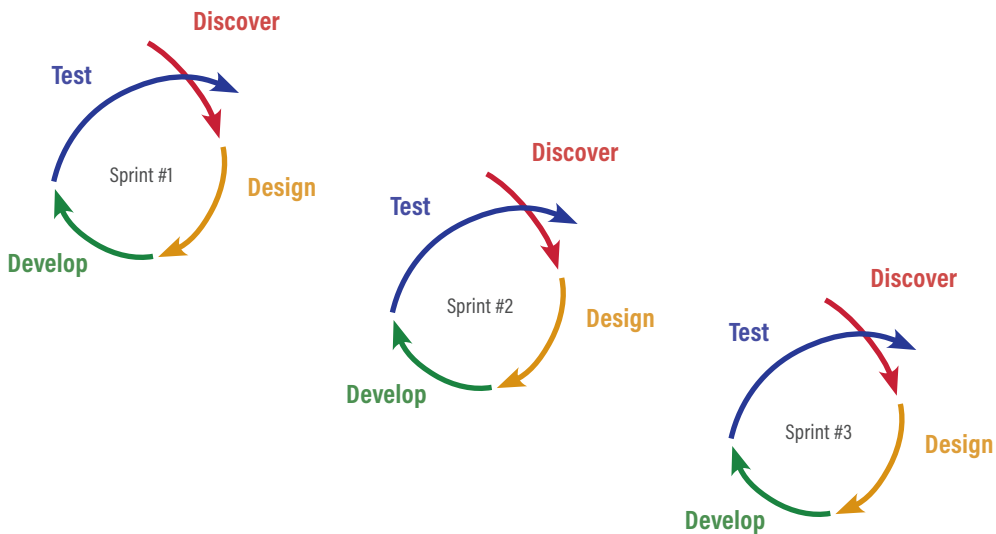 Discover
Test
Sprint #1
Design
Develop
Discover
Test
Sprint #2
Design
Develop
Discover
Test
Sprint #3
Design
Develop